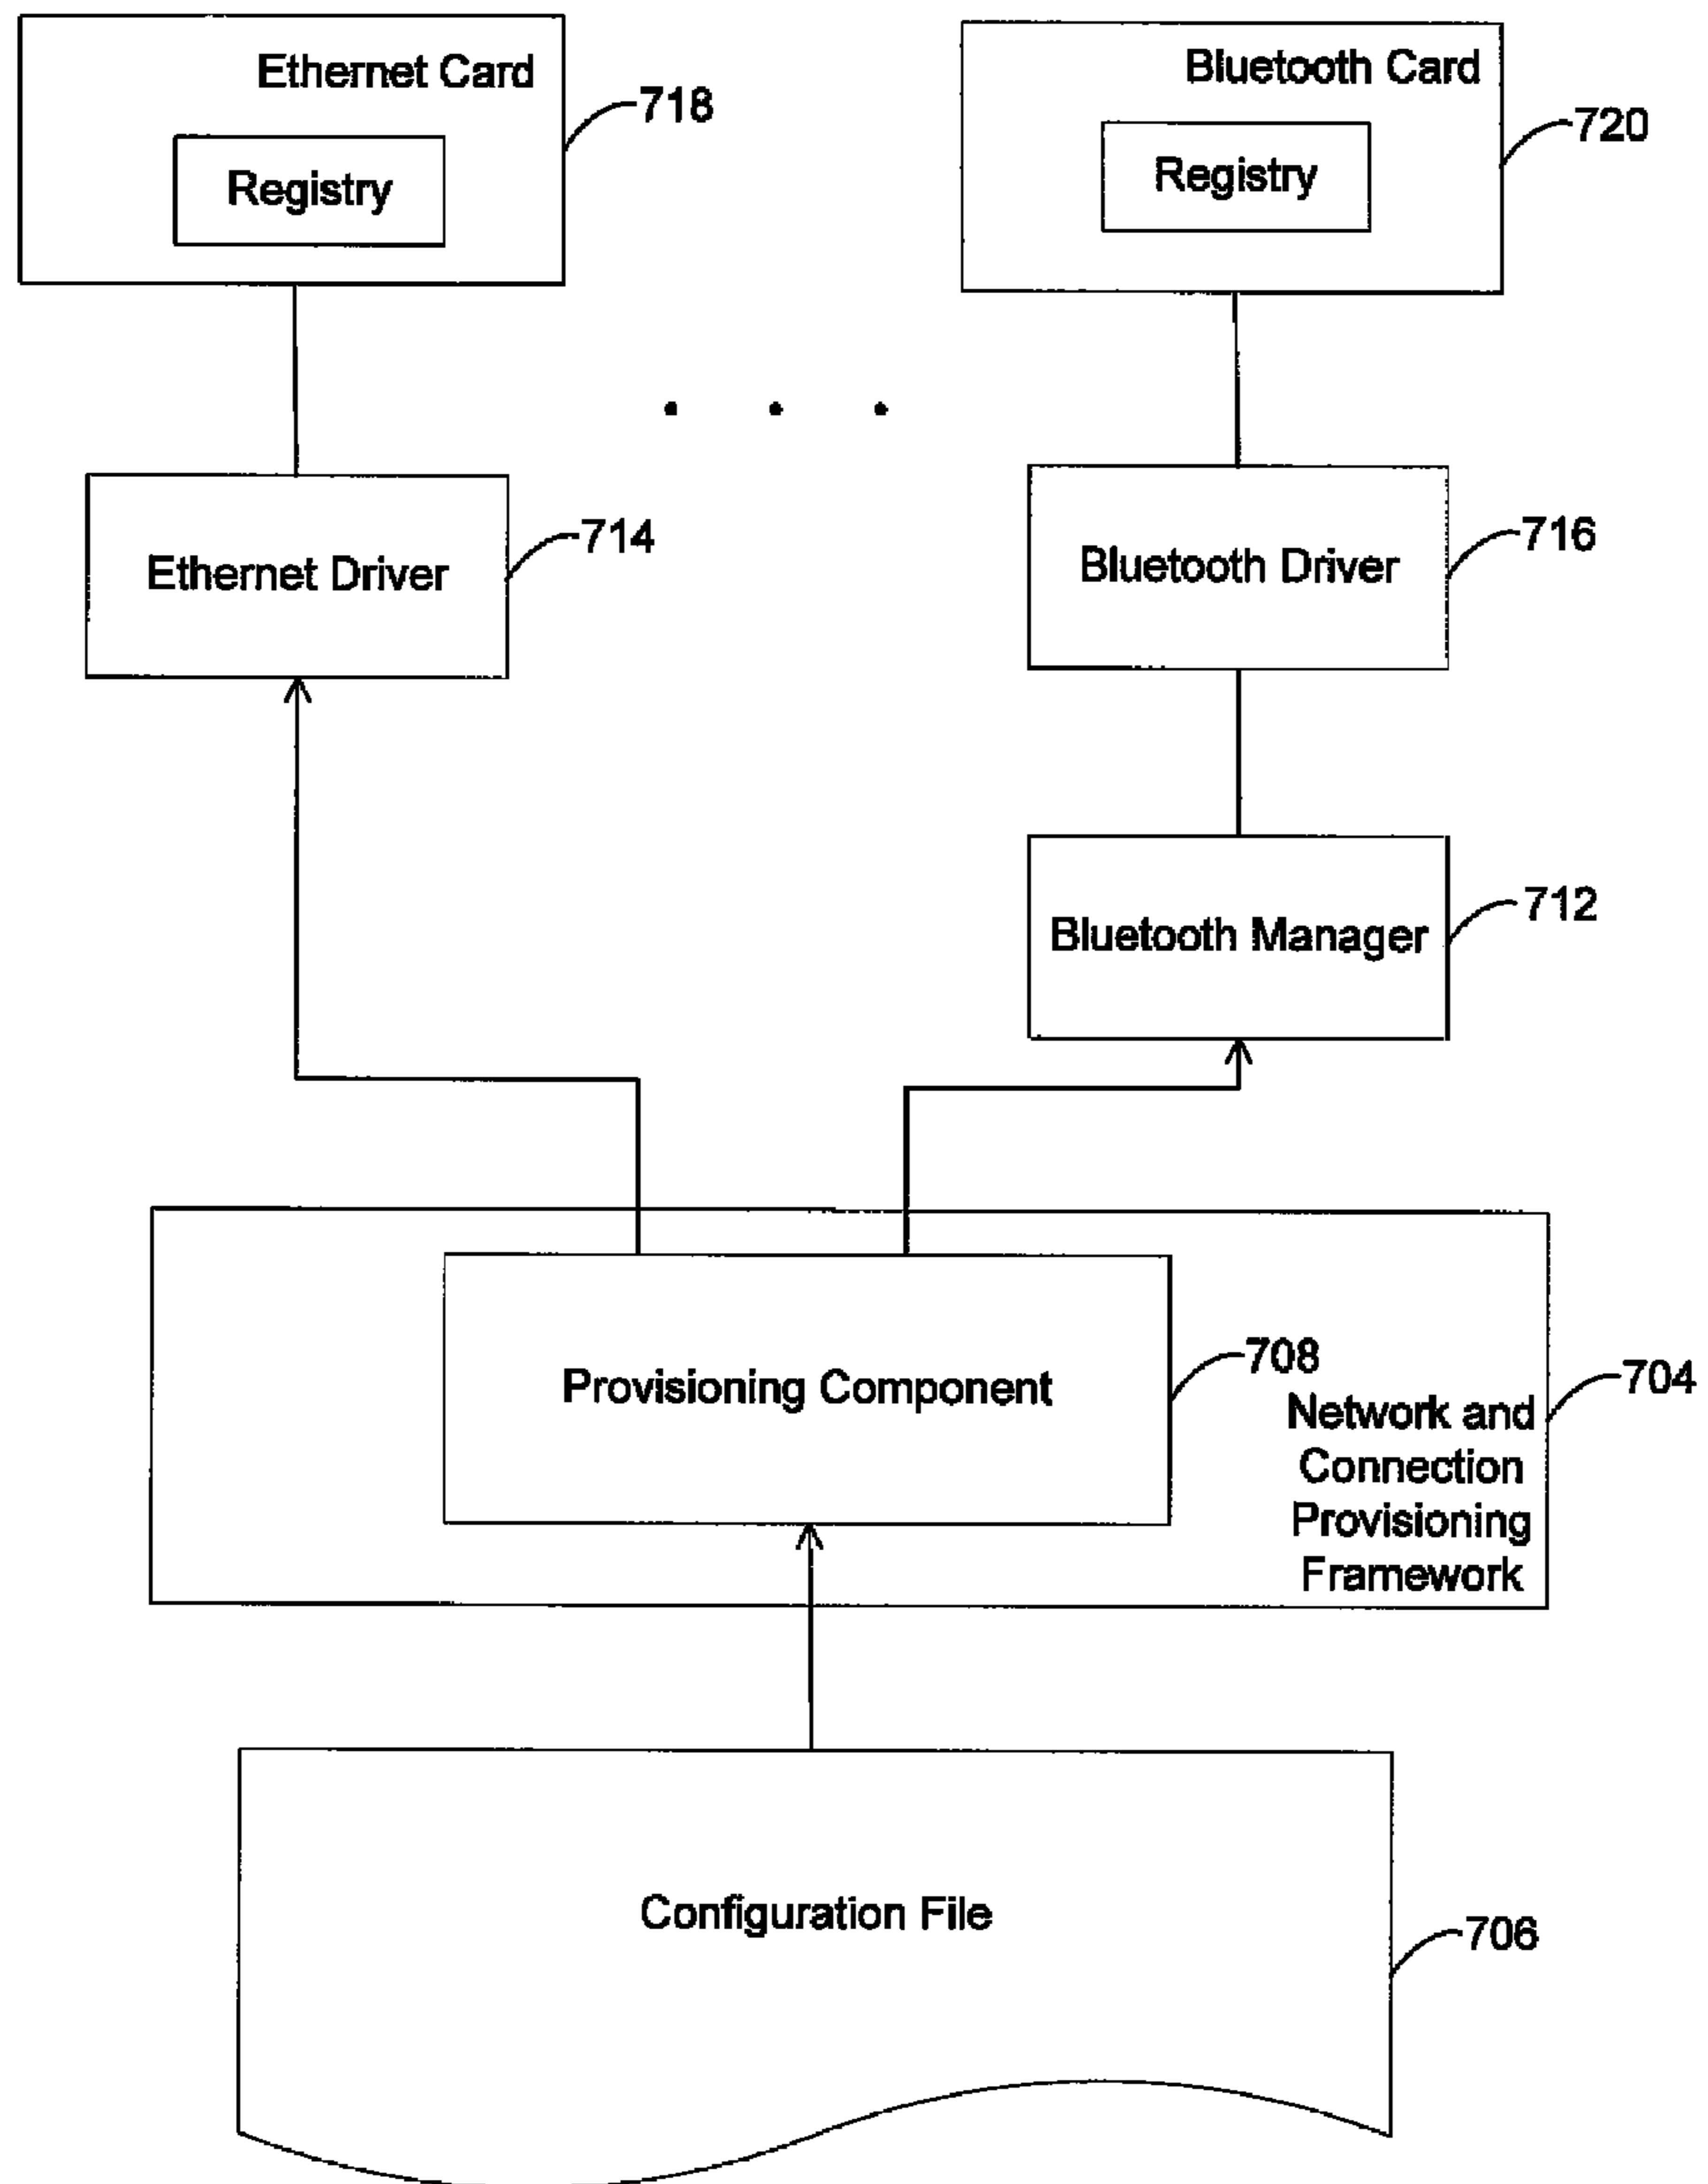 Ethernet Card
718
Registry
Bluetooth Card
720
Registry
Ethernet Driver
714
Bluetooth Driver
716
Bluetooth Manager
712
Provisioning Component
708
704
Network and
Connection
Provisioning
Framework
Configuration File
706